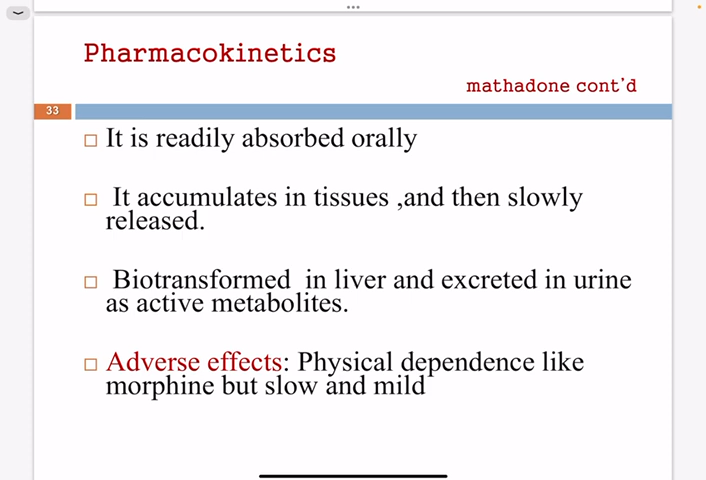 Pharmacokinetics
mathadone cont'd
33
It is readily absorbed orally
It accumulates in tissues ,and then slowly
released.
Biotransformed in liver and excreted in urine
as active metabolites.
Adverse effects: Physical dependence like
morphine but slow and mild